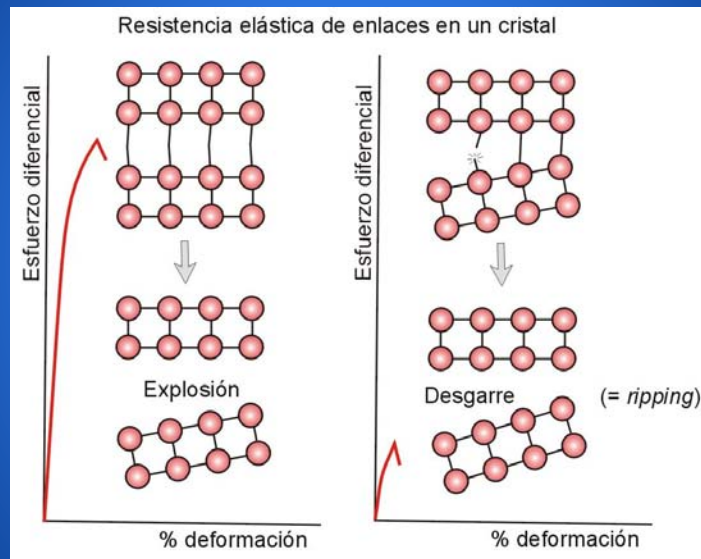 Resistencia elástica de enlaces en un cristal
Esfuerzo diferencial
Explosión
% deformación
Esfuerzo diferencial
Desgarre
(= ripping)
% deformación